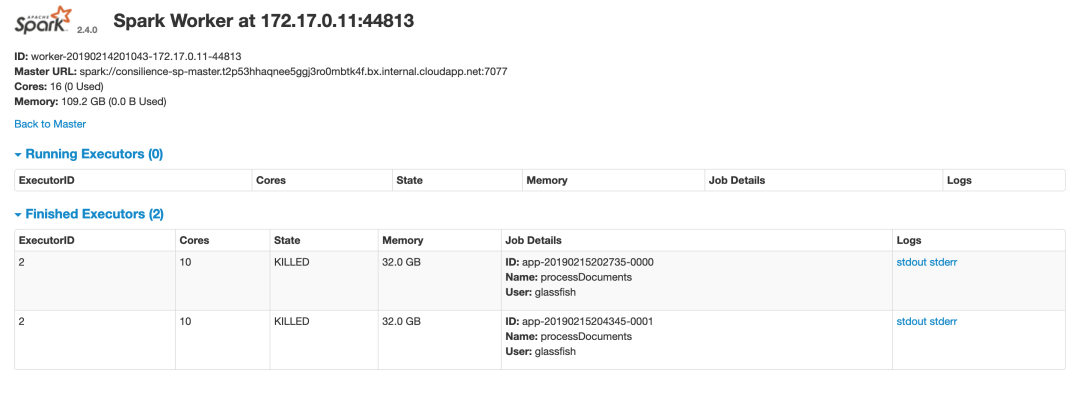 APACHE
Spark 2.4.0 Spark Worker at 172.17.0.11:44813
ID: worker-20190214201043-172.17.0.11-44813
Master URL: spark://consilience-sp-master.t2p53hhaqnee5ggj3ro0mbtk4f.bx.internal.cloudapp.net:7077
Cores: 16 (0 Used)
Memory: 109.2 GB (0.0 B Used)
Back to Master
Running Executors (0)
ExecutorID Cores State Memory Job Details Logs
Finished Executors (2)
ExecutorID Cores State Memory Job Details Logs
2 10 KILLED 32.0 GB ID: app-20190215202735-0000 stdout stderr
Name: processDocuments
User: glassfish
2 10 KILLED 32.0 GB ID: app-20190215204345-0001 stdout stderr
Name: processDocuments
User: glassfish